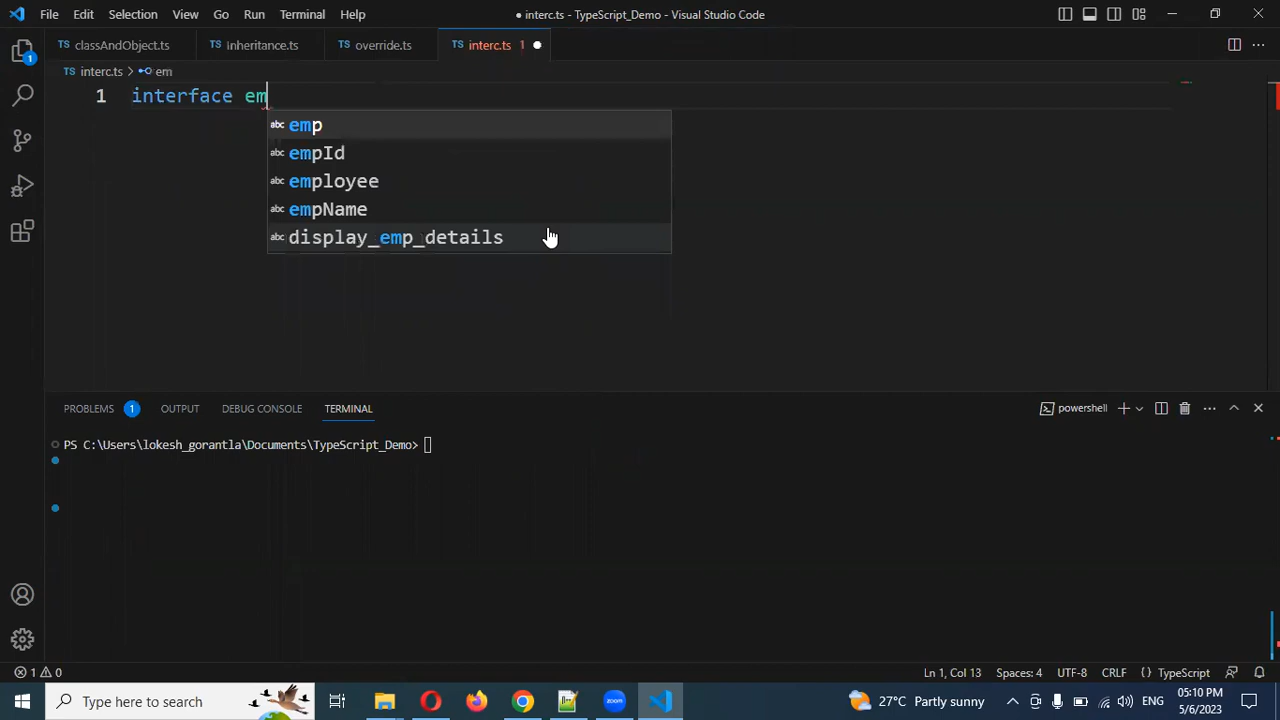 File Edit Selection View Go Run Terminal Help
● interc.ts - TypeScript_Demo - Visual Studio Code
TS classAndObject.ts
TS inheritance.ts
TS override.ts
TS interc.ts 1 ●
TS interc.ts > em
1 interface em
abc emp
abc empId
abc employee
abc empName
abc display_emp_details
PROBLEMS 1 OUTPUT DEBUG CONSOLE TERMINAL
powershell
PS C:\Users\lokesh_gorantla\Documents\TypeScript_Demo>
1 0
Ln 1, Col 13 Spaces: 4 UTF-8 CRLF { } TypeScript
Type here to search
zoom
27°C Partly sunny
ENG
05:10 PM
5/6/2023
1